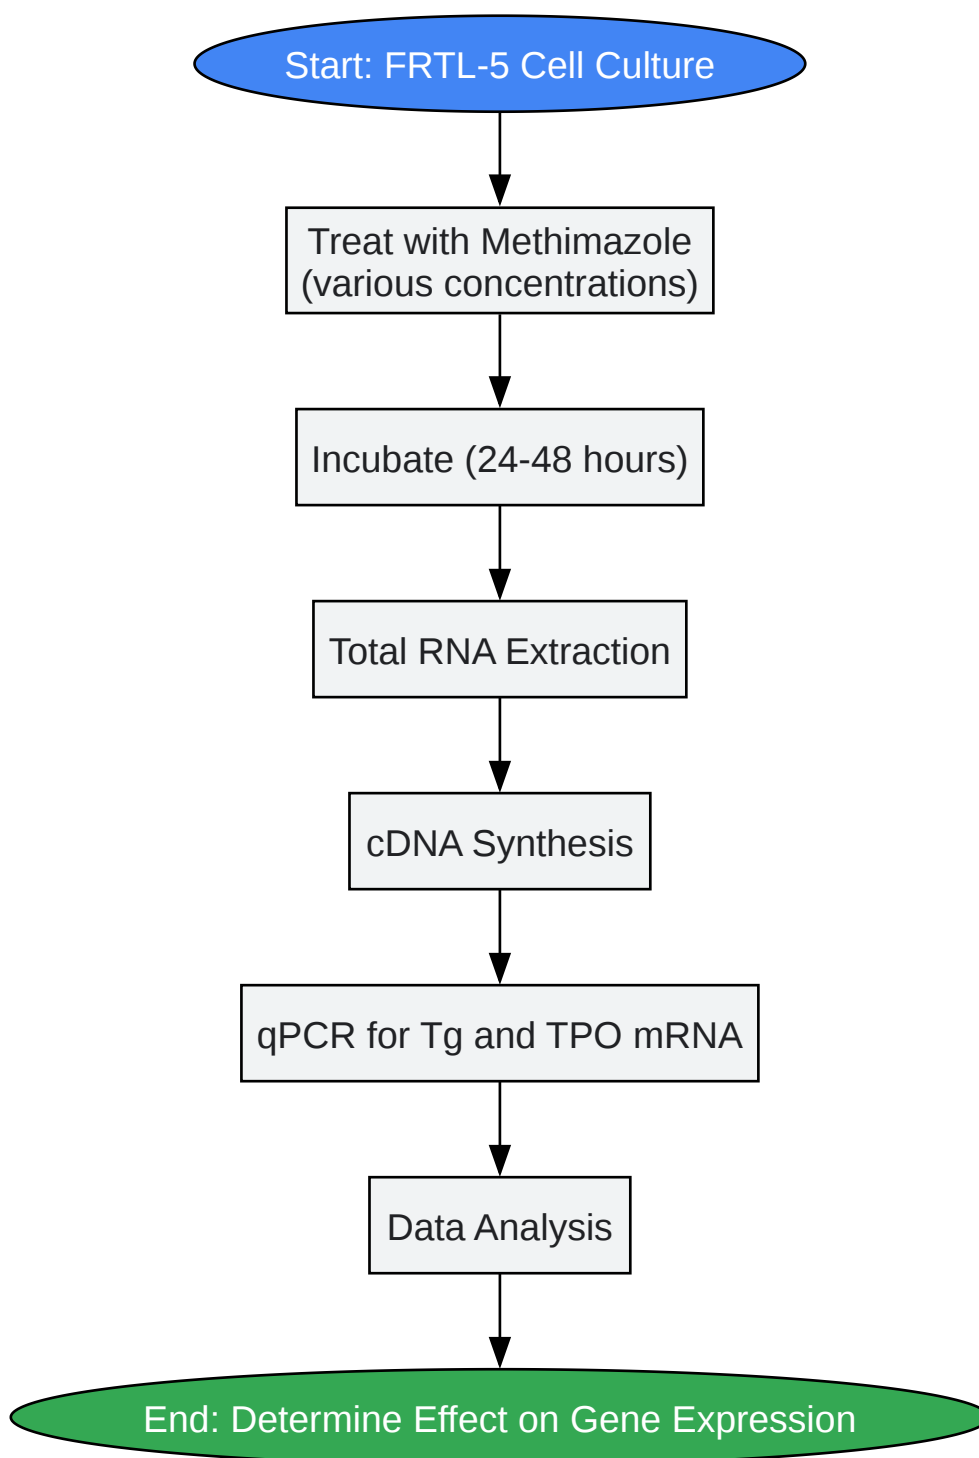 Start: FRTL-5 Cell Culture
Treat with Methimazole
(various concentrations)
Incubate (24-48 hours)
Total RNA Extraction
cDNA Synthesis
qPCR for Tg and TPO mRNA
Data Analysis
End: Determine Effect on Gene Expression